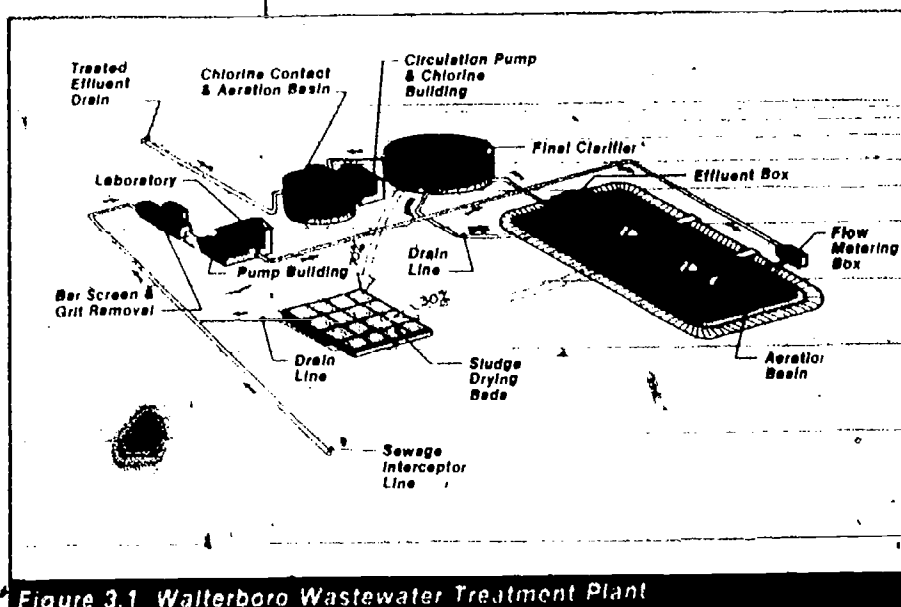 Treated
Effluent
Drain
Chlorine Contact
& Aeration Basin
Circulation Pump
& Chlorine
Building
Final Clarifier
Effluent Box
Laboratory
Flow
Metering
Box
Pump Building
Drain
Line
Bar Screen &
Grit Removal
30%
Drain
Line
Sludge
Drying
Beds
Aeration
Basin
Sewage
Interceptor
Line
Figure 3.1 Walterboro Wastewater Treatment Plant